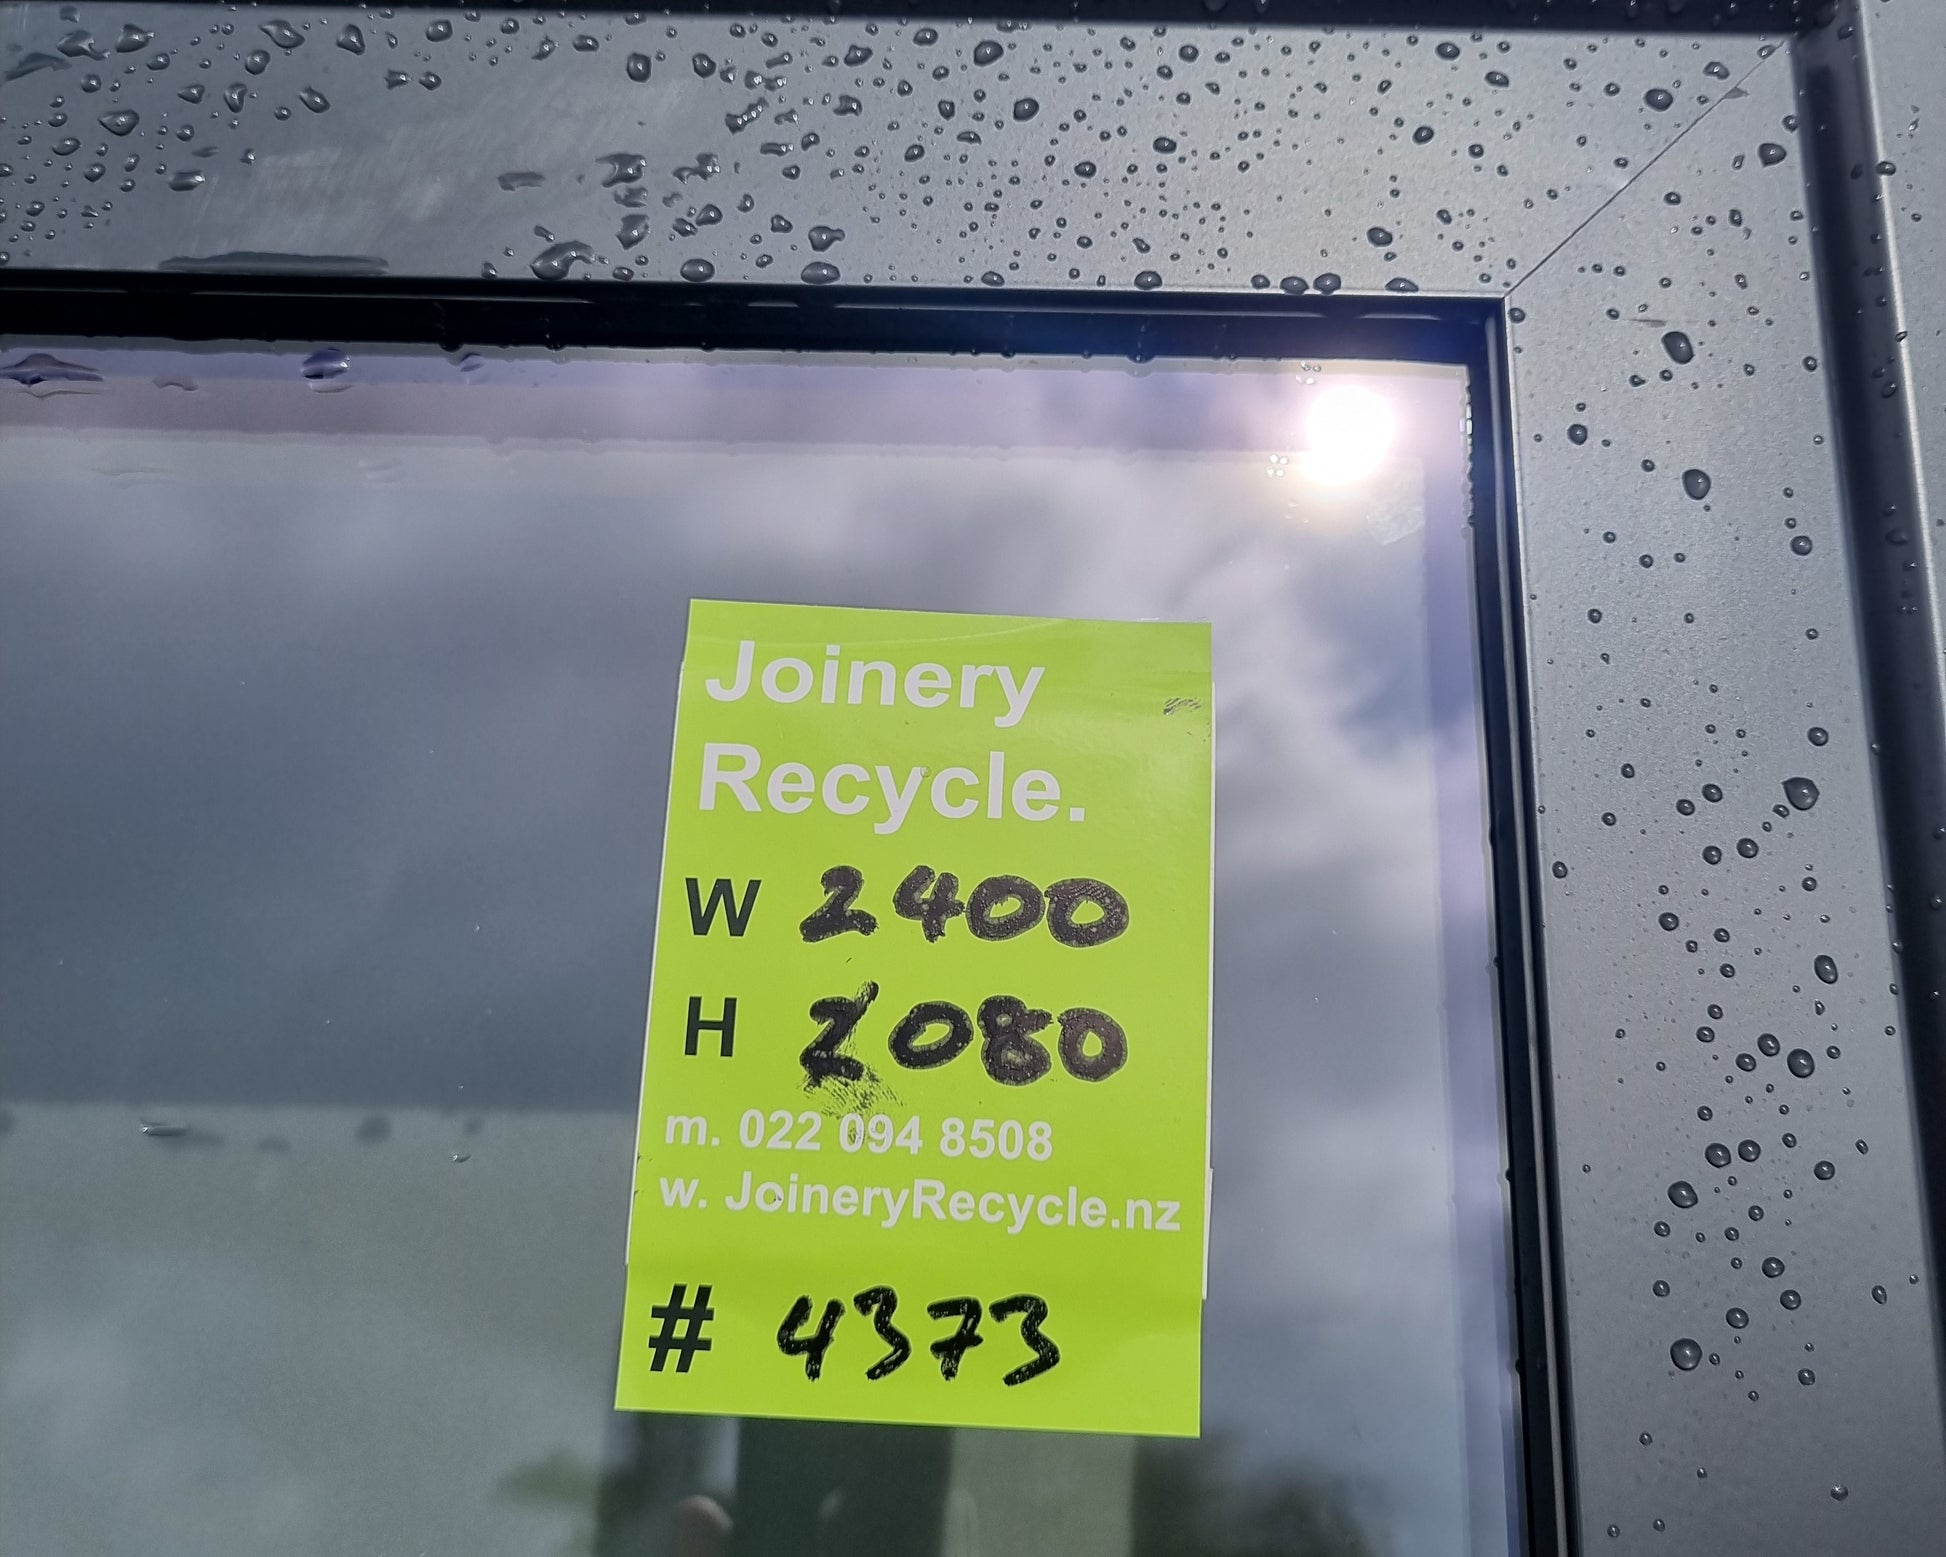 Joinery
Recycle.
W 2400
H 2080
m. 022 094 8508
w. JoineryRecycle.nz
# 4373